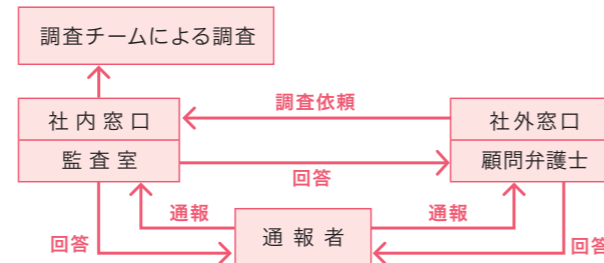 調査チームによる調査
調査依頼
社内窓口
社外窓口
監査室
顧問弁護士
回答
通報
通報
通報者
回答
回答